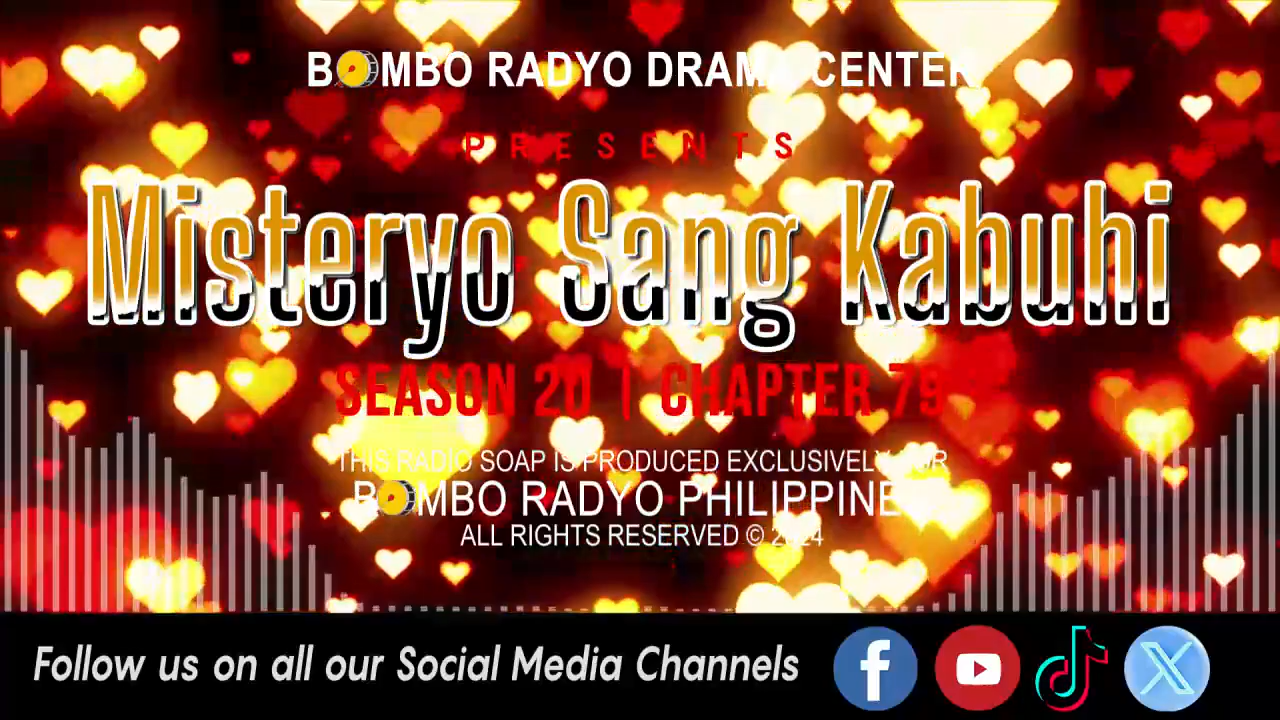 BOMBO RADYO DRAMA CENTER
PRESENTS
Misteryo Sang Kabuhi
SEASON 20 | CHAPTER 79
THIS RADIO SOAP IS PRODUCED EXCLUSIVELY FOR
BOMBO RADYO PHILIPPINES
ALL RIGHTS RESERVED © 2024
Follow us on all our Social Media Channels